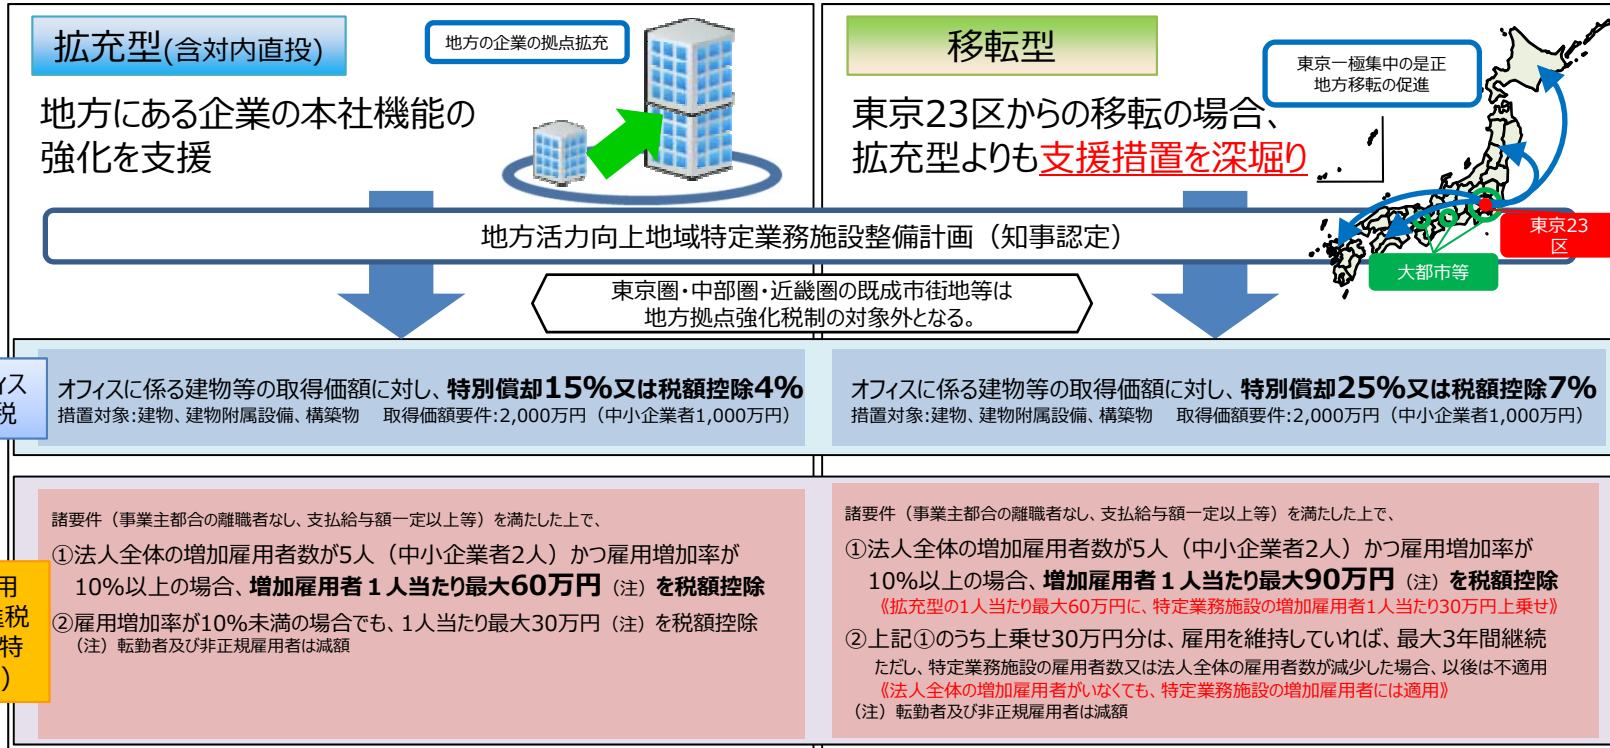 拡充型(含対内直投)
地方の企業の拠点拡充
地方にある企業の本社機能の
強化を支援
移転型
東京一極集中の是正
地方移転の促進
東京23区からの移転の場合、
拡充型よりも支援措置を深堀り
地方活力向上地域特定業務施設整備計画（知事認定）
東京23
区
大都市等
東京圏・中部圏・近畿圏の既成市街地等は
地方拠点強化税制の対象外となる。
ィス
税
オフィスに係る建物等の取得価額に対し、特別償却15%又は税額控除4%
措置対象:建物、建物附属設備、構築物　取得価額要件:2,000万円（中小企業者1,000万円）
オフィスに係る建物等の取得価額に対し、特別償却25%又は税額控除7%
措置対象:建物、建物附属設備、構築物　取得価額要件:2,000万円（中小企業者1,000万円）
用
進税
特
）
諸要件（事業主都合の離職者なし、支払給与額一定以上等）を満たした上で、
①法人全体の増加雇用者数が5人（中小企業者2人）かつ雇用増加率が
10%以上の場合、増加雇用者１人当たり最大60万円（注）を税額控除
②雇用増加率が10%未満の場合でも、1人当たり最大30万円（注）を税額控除
（注）転勤者及び非正規雇用者は減額
諸要件（事業主都合の離職者なし、支払給与額一定以上等）を満たした上で、
①法人全体の増加雇用者数が5人（中小企業者2人）かつ雇用増加率が
10%以上の場合、増加雇用者１人当たり最大90万円（注）を税額控除
《拡充型の1人当たり最大60万円に、特定業務施設の増加雇用者1人当たり30万円上乗せ》
②上記①のうち上乗せ30万円分は、雇用を維持していれば、最大3年間継続
ただし、特定業務施設の雇用者数又は法人全体の雇用者数が減少した場合、以後は不適用
《法人全体の増加雇用者がいなくても、特定業務施設の増加雇用者には適用》
（注）転勤者及び非正規雇用者は減額